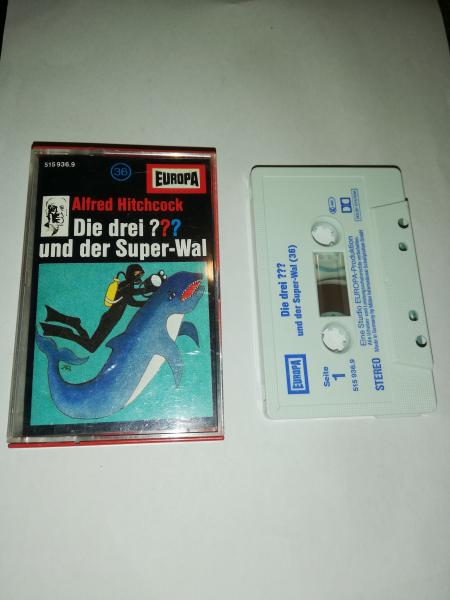 515 936.9
36
EUROPA
Alfred Hitchcock
Die drei ???
und der Super-Wal
Die drei ???
und der Super-Wal (36)
EUROPA
Seite
1
Eine Studio EUROPA-Produktion
515 936.9
STEREO